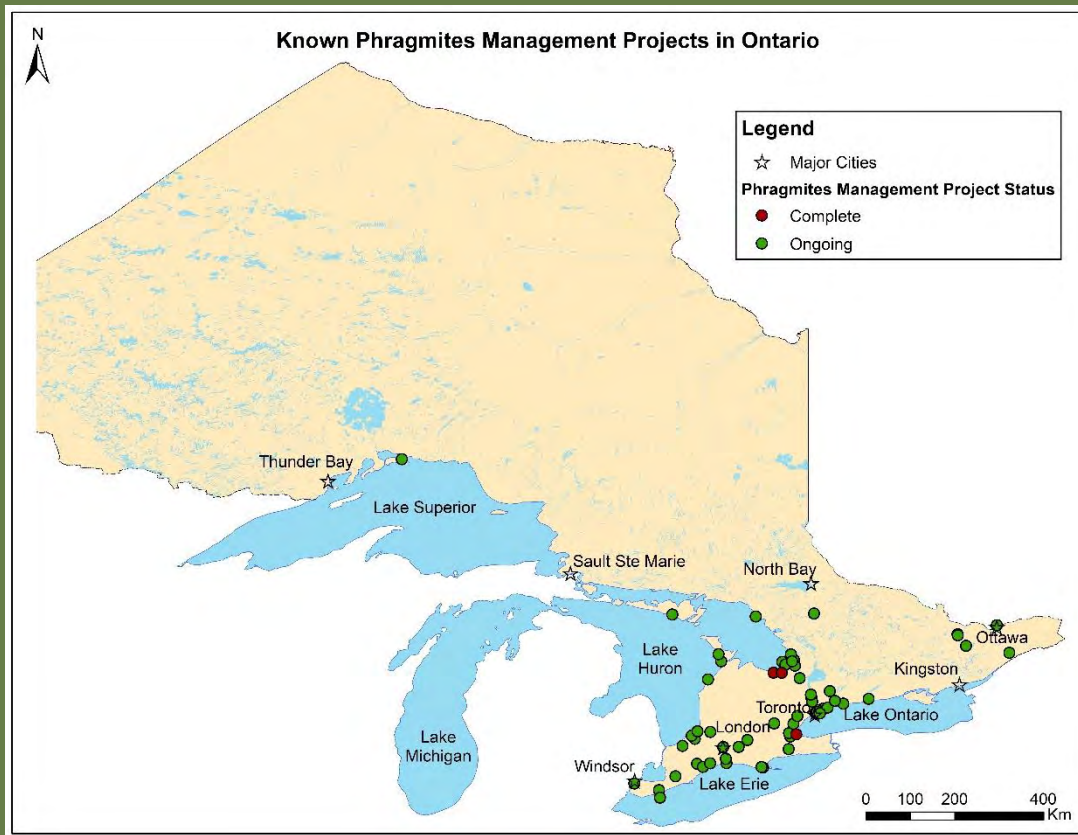 Known Phragmites Management Projects in Ontario
N
Legend
Major Cities
Phragmites Management Project Status
Complete
Ongoing
Thunder Bay
Lake Superior
Sault Ste Marie
North Bay
Ottawa
Lake
Huron
Kingston
Toronto
Lake Ontario
London
Lake
Michigan
Windsor
Lake Erie
0 100 200 400
Km